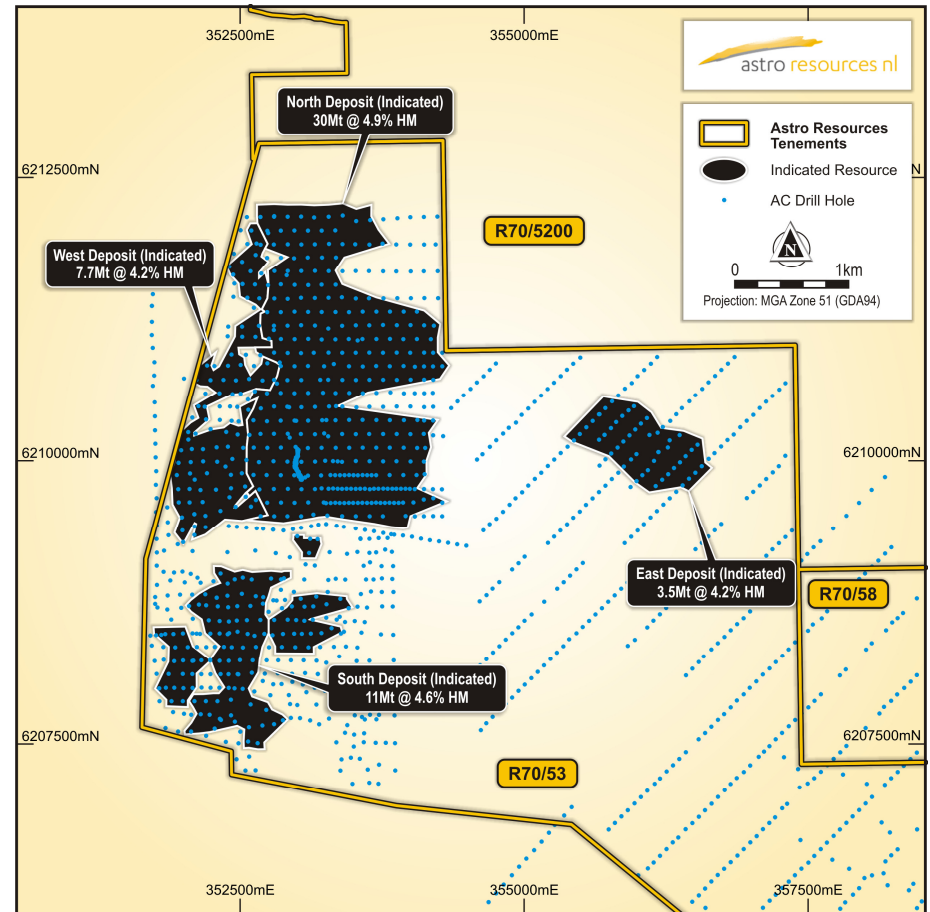 352500mE
355000mE
astro resources nl
North Deposit (Indicated)
30Mt @ 4.9% HM
Astro Resources
Tenements
Indicated Resource
AC Drill Hole
N
0
1km
Projection: MGA Zone 51 (GDA94)
6212500mN
N
R70/5200
West Deposit (Indicated)
7.7Mt @ 4.2% HM
6210000mN
6210000mN
East Deposit (Indicated)
3.5Mt @ 4.2% HM
R70/58
South Deposit (Indicated)
11Mt @ 4.6% HM
6207500mN
6207500mN
R70/53
352500mE
355000mE
357500mE